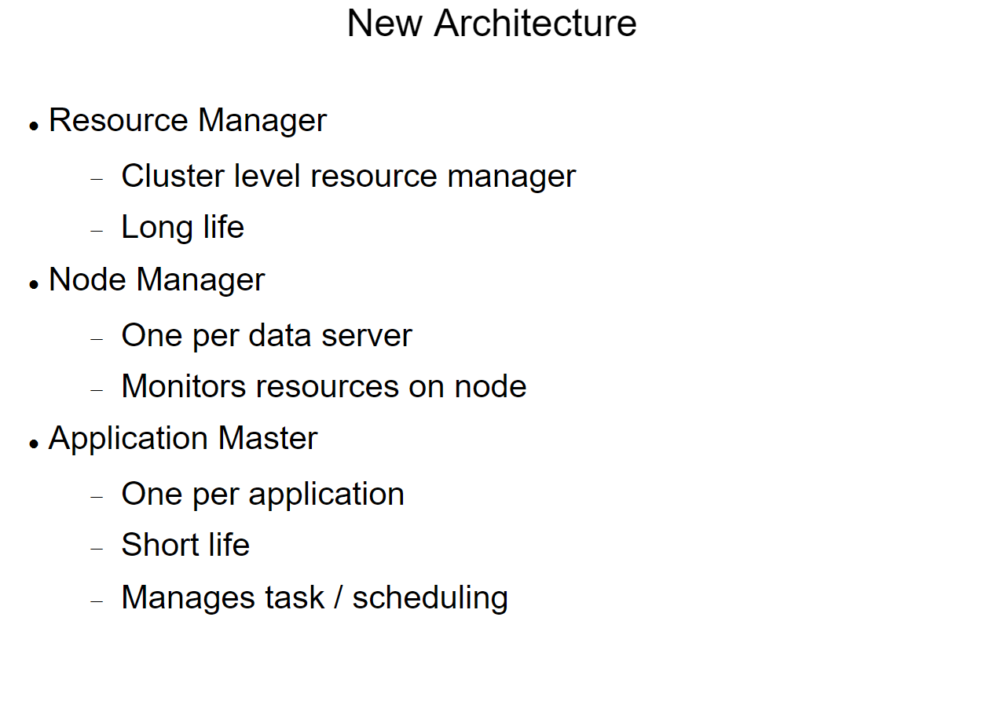 New Architecture
● Resource Manager
– Cluster level resource manager
– Long life
● Node Manager
– One per data server
– Monitors resources on node
● Application Master
– One per application
– Short life
– Manages task / scheduling